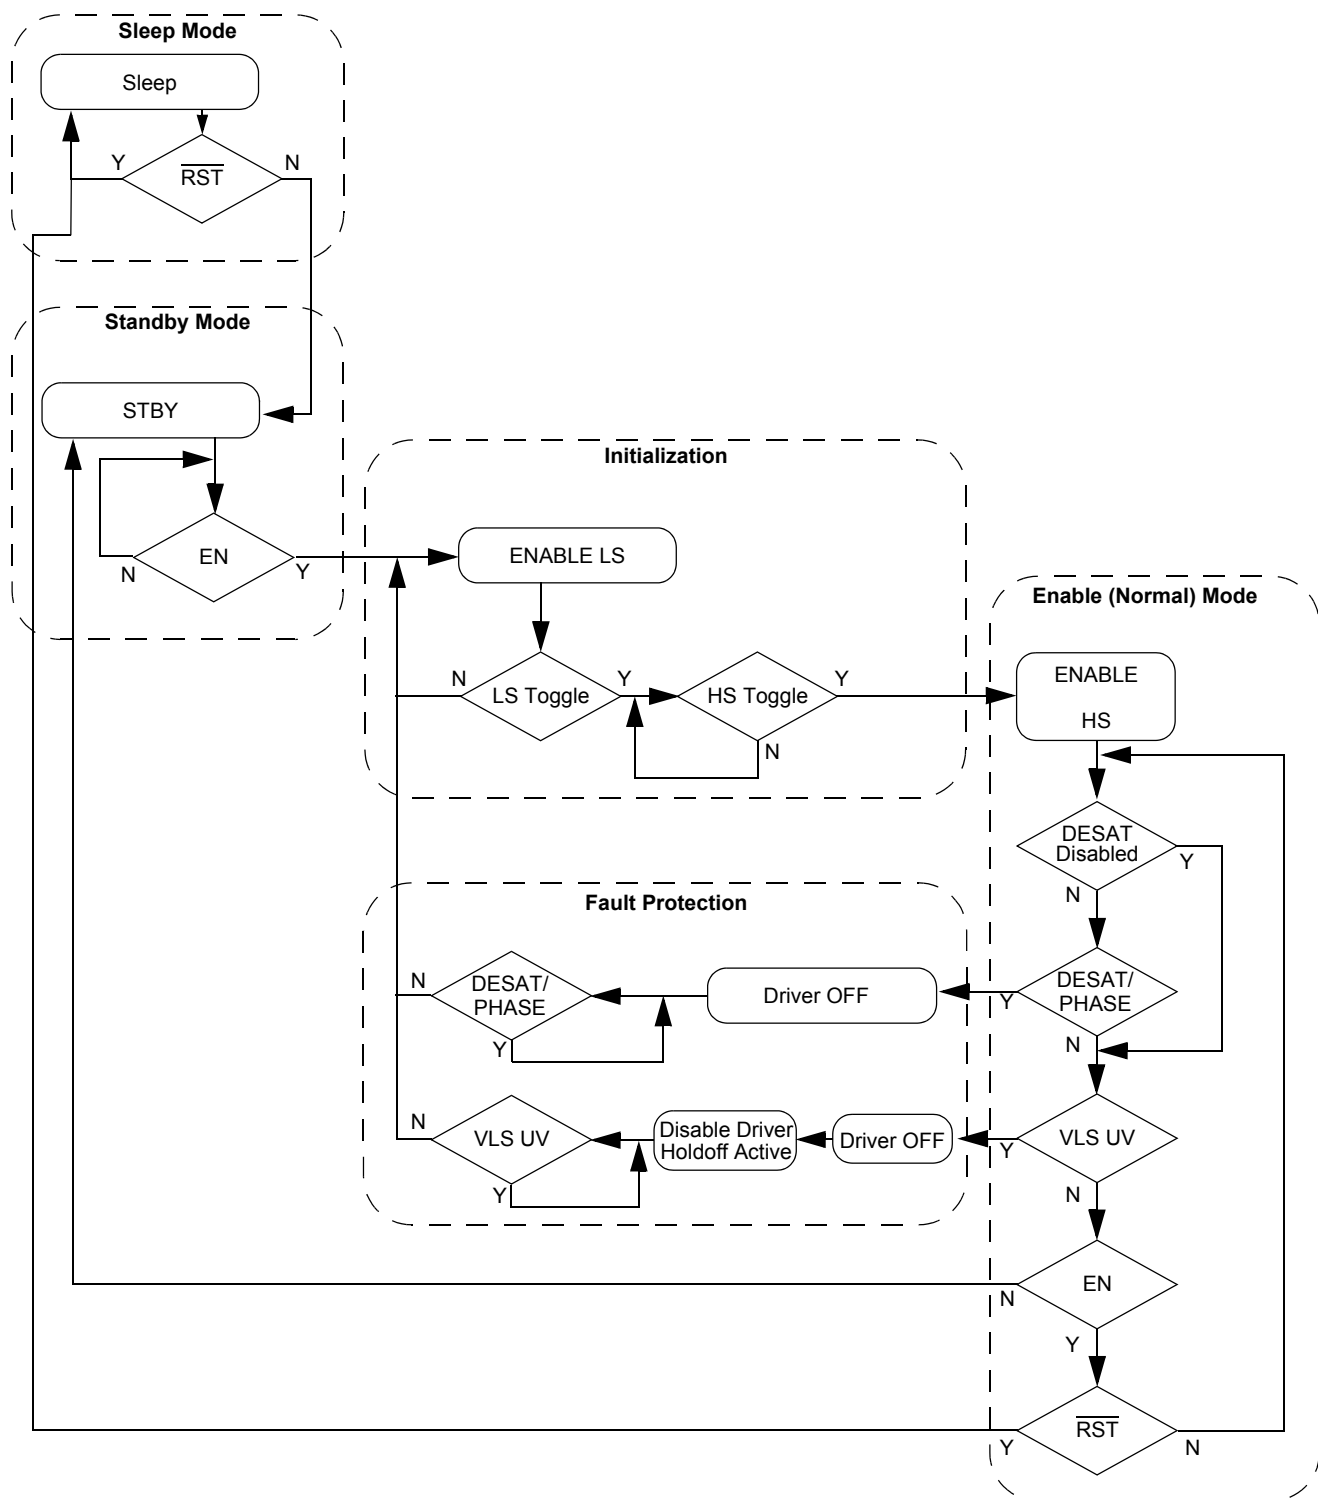 Sleep Mode
Sleep
Y
RST
N
Standby Mode
STBY
EN
N
Y
Initialization
ENABLE LS
N
LS Toggle
Y
HS Toggle
Y
N
Enable (Normal) Mode
ENABLE
HS
DESAT
Disabled
Y
N
DESAT/
PHASE
Y
N
VLS UV
Y
N
EN
N
Y
RST
Y
N
Fault Protection
N
DESAT/
PHASE
Y
Driver OFF
N
VLS UV
Y
Disable Driver
Holdoff Active
Driver OFF